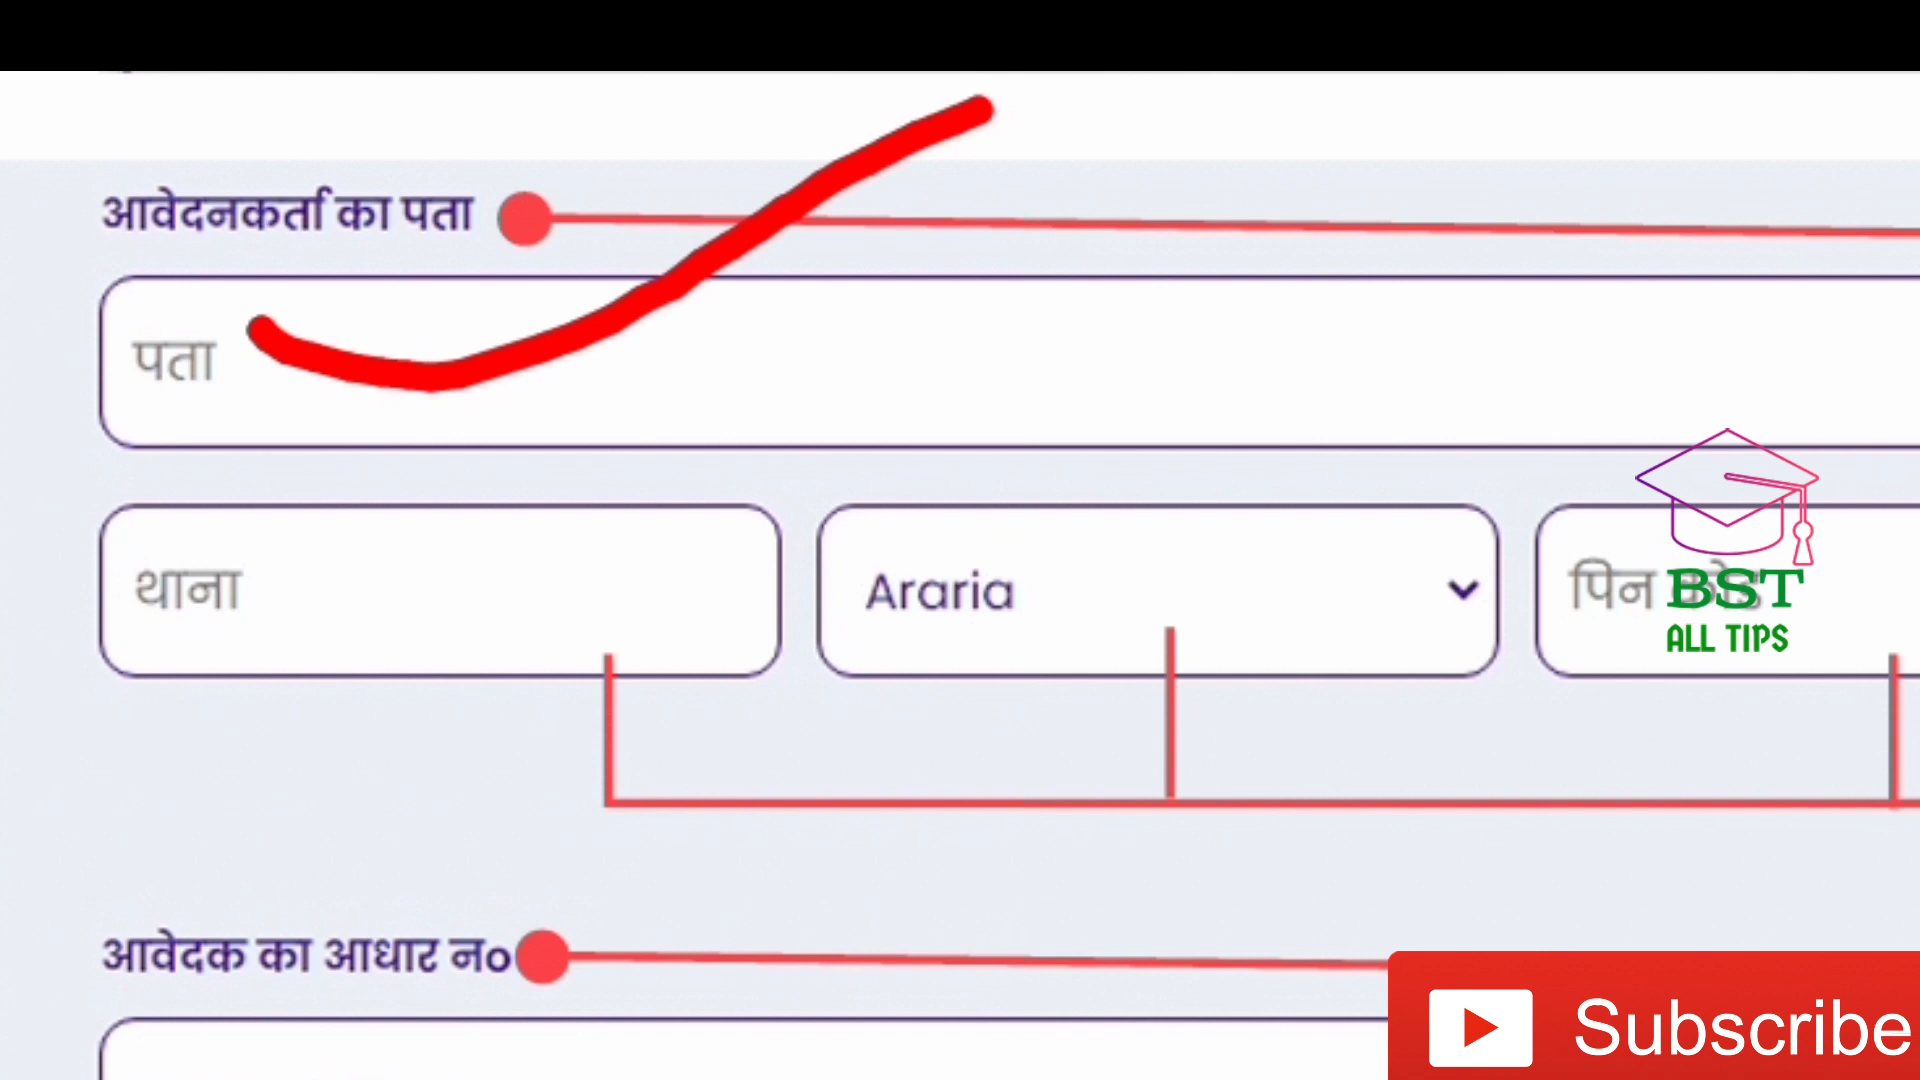 आवेदनकर्ता का पता
पता
थाना
Araria
पिन कोड
BST
ALL TIPS
आवेदक का आधार न०
Subscribe